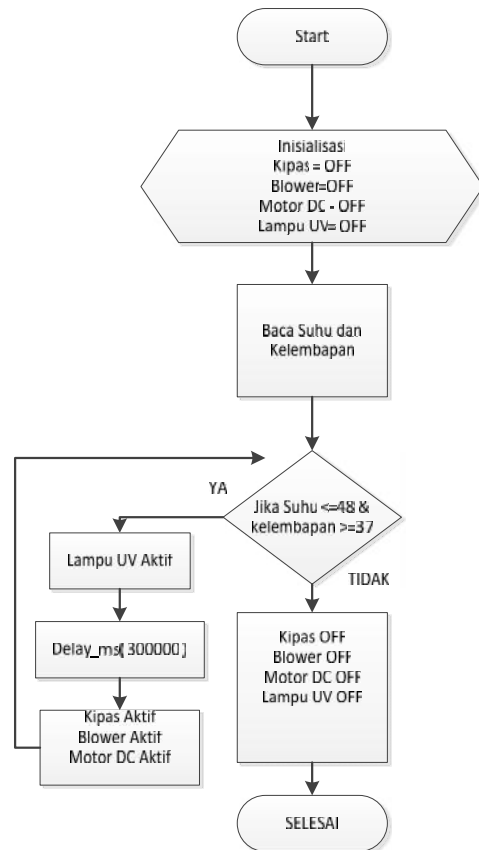 Start
Inisialisasi
Kipas = OFF
Blower=OFF
Motor DC - OFF
Lampu UV= OFF
Baca Suhu dan
Kelembapan
Jika Suhu <=48 &
kelembapan >=37
YA
Lampu UV Aktif
Delay_ms(300000)
Kipas Aktif
Blower Aktif
Motor DC Aktif
TIDAK
Kipas OFF
Blower OFF
Motor DC OFF
Lampu UV OFF
SELESAI